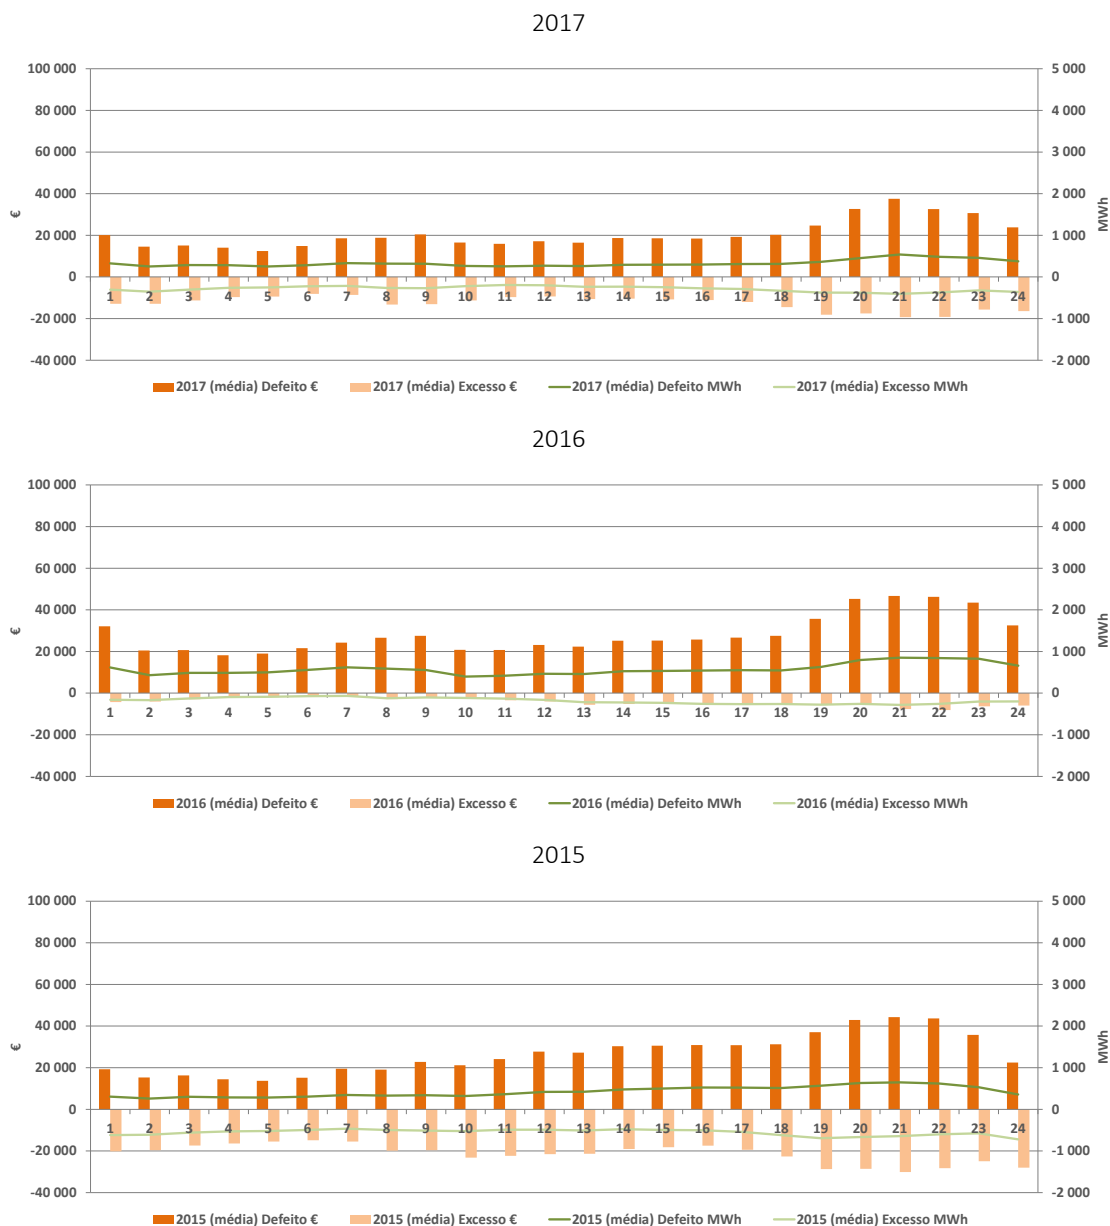 2017
100 000 5 000
80 000 4 000
60 000 3 000
€ 40 000 2 000 MWh
20 000 1 000
0 0
1 2 3 4 5 6 7 8 9 10 11 12 13 14 15 16 17 18 19 20 21 22 23 24
-20 000 -1 000
-40 000 -2 000
2017 (média) Defeito € 2017 (média) Excesso € 2017 (média) Defeito MWh 2017 (média) Excesso MWh
2016
100 000 5 000
80 000 4 000
60 000 3 000
€ 40 000 2 000 MWh
20 000 1 000
0 0
1 2 3 4 5 6 7 8 9 10 11 12 13 14 15 16 17 18 19 20 21 22 23 24
-20 000 -1 000
-40 000 -2 000
2016 (média) Defeito € 2016 (média) Excesso € 2016 (média) Defeito MWh 2016 (média) Excesso MWh
2015
100 000 5 000
80 000 4 000
60 000 3 000
€ 40 000 2 000 MWh
20 000 1 000
0 0
1 2 3 4 5 6 7 8 9 10 11 12 13 14 15 16 17 18 19 20 21 22 23 24
-20 000 -1 000
-40 000 -2 000
2015 (média) Defeito € 2015 (média) Excesso € 2015 (média) Defeito MWh 2015 (média) Excesso MWh